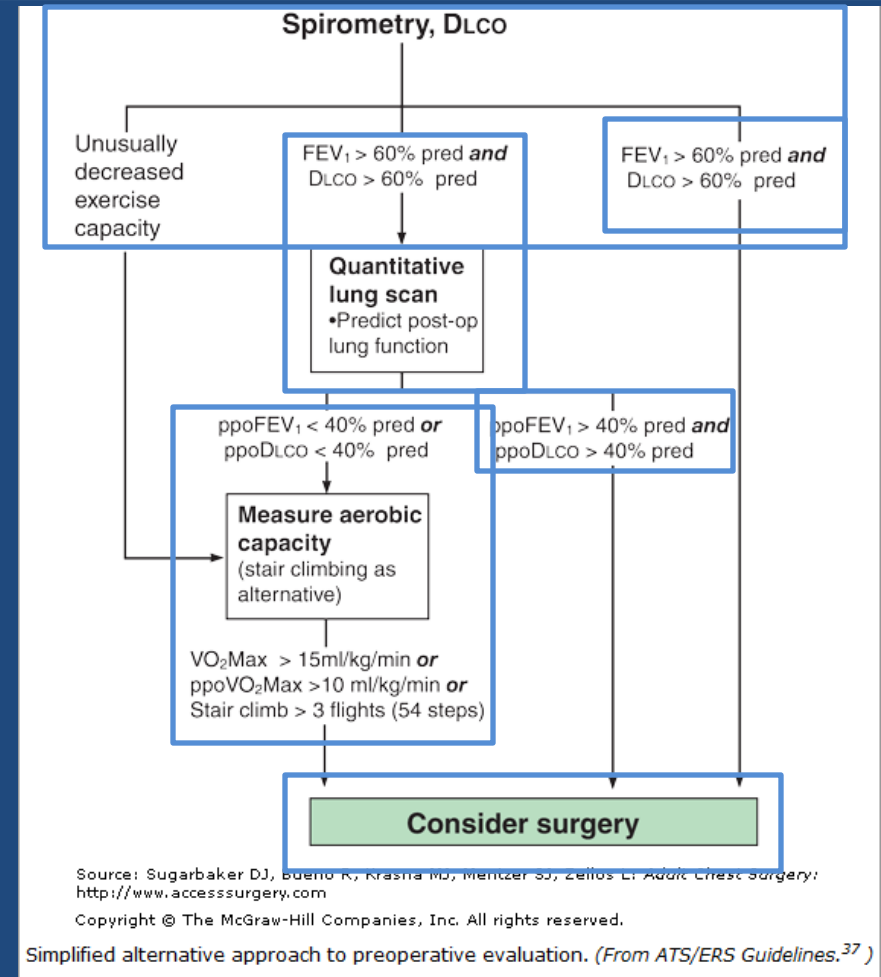 Spirometry, DLCO
Unusually
decreased
exercise
capacity
FEV₁ > 60% pred and
DLCO > 60% pred
FEV₁ > 60% pred and
DLCO > 60% pred
Quantitative
lung scan
•Predict post-op
lung function
ppoFEV₁ < 40% pred or
ppoDLCO < 40% pred
ppoFEV₁ > 40% pred and
ppoDLCO > 40% pred
Measure aerobic
capacity
(stair climbing as
alternative)
VO₂Max > 15ml/kg/min or
ppoVO₂Max >10 ml/kg/min or
Stair climb > 3 flights (54 steps)
Consider surgery
Source: Sugarbaker DJ, Bueno R, Krasna MJ, Mentzer SJ, Zellos L: Adult Chest Surgery:
http://www.accesssurgery.com
Copyright © The McGraw-Hill Companies, Inc. All rights reserved.
Simplified alternative approach to preoperative evaluation. (From ATS/ERS Guidelines.³⁷ )